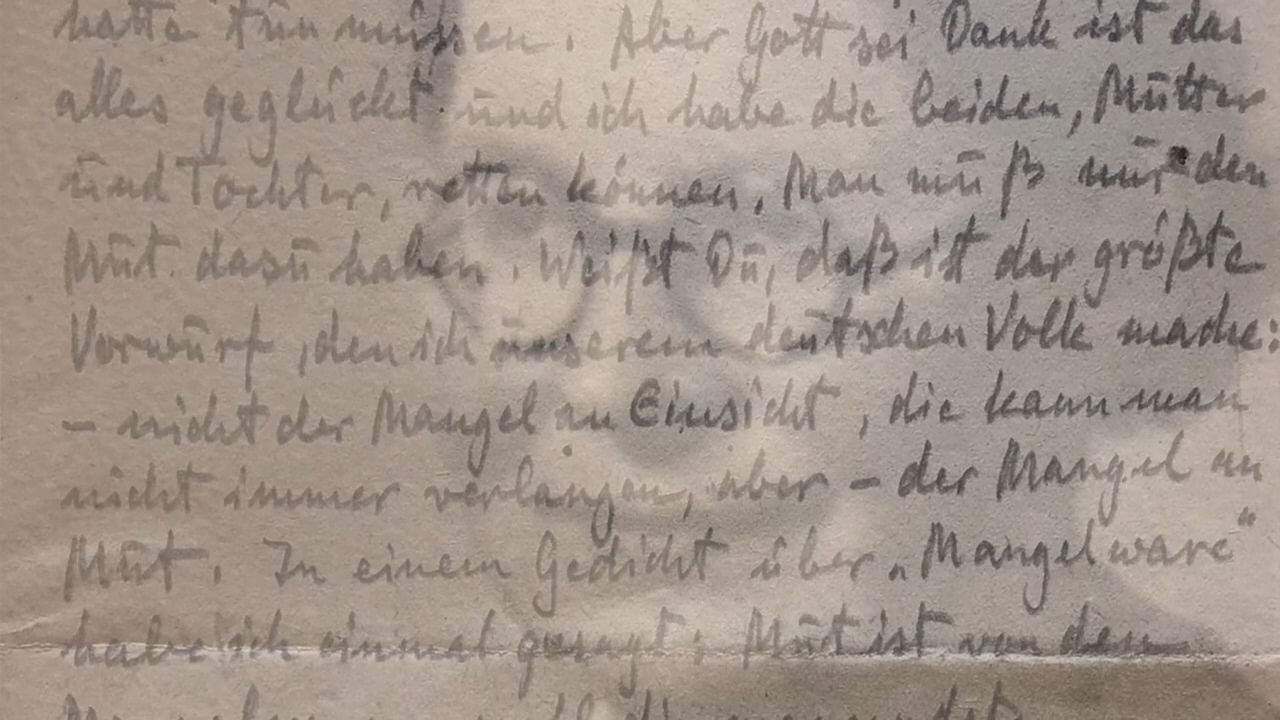 hatte tun müssen. Aber Gott sei Dank ist das
alles geglückt und ich habe die beiden, Mutter
und Tochter, retten können. Man muß nur den
Mut dazu haben. Weißt Du, daß ist der größte
Vorwurf, den ich unserem deutschen Volk mache:
– nicht der Mangel an Einsicht, die kann man
nicht immer verlangen, aber – der Mangel an
Mut. In einem Gedicht über „Mangelware“
habe ich einmal gesagt: Mut ist von den